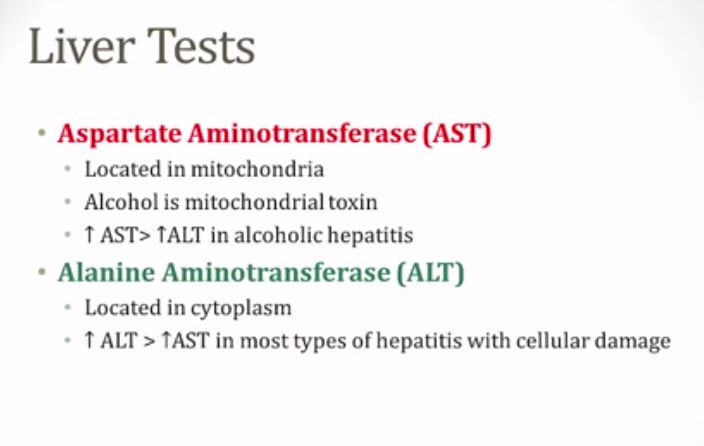 Liver Tests
• Aspartate Aminotransferase (AST)
• Located in mitochondria
• Alcohol is mitochondrial toxin
• ↑ AST> ↑ALT in alcoholic hepatitis
• Alanine Aminotransferase (ALT)
• Located in cytoplasm
• ↑ ALT > ↑AST in most types of hepatitis with cellular damage